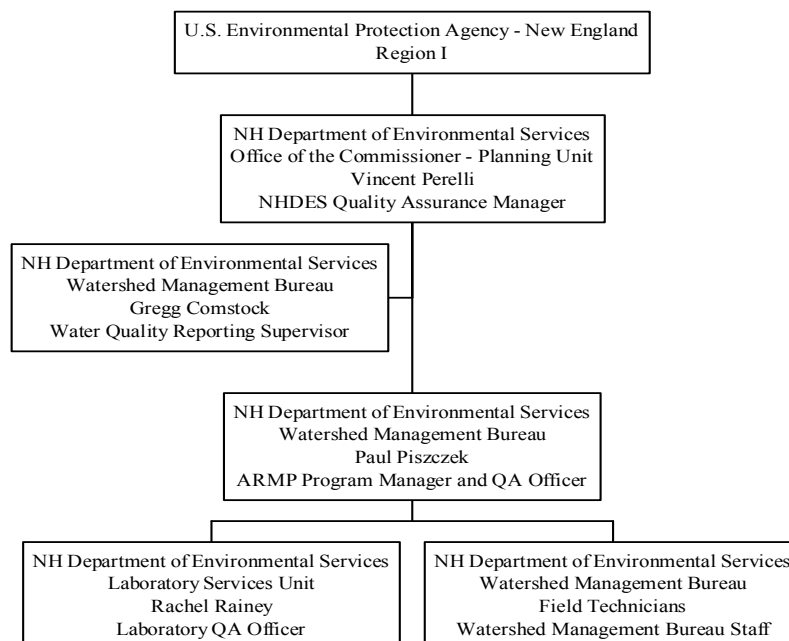 U.S. Environmental Protection Agency - New England
Region I
NH Department of Environmental Services
Office of the Commissioner - Planning Unit
Vincent Perelli
NHDES Quality Assurance Manager
NH Department of Environmental Services
Watershed Management Bureau
Gregg Comstock
Water Quality Reporting Supervisor
NH Department of Environmental Services
Watershed Management Bureau
Paul Piszczek
ARMP Program Manager and QA Officer
NH Department of Environmental Services
Laboratory Services Unit
Rachel Rainey
Laboratory QA Officer
NH Department of Environmental Services
Watershed Management Bureau
Field Technicians
Watershed Management Bureau Staff